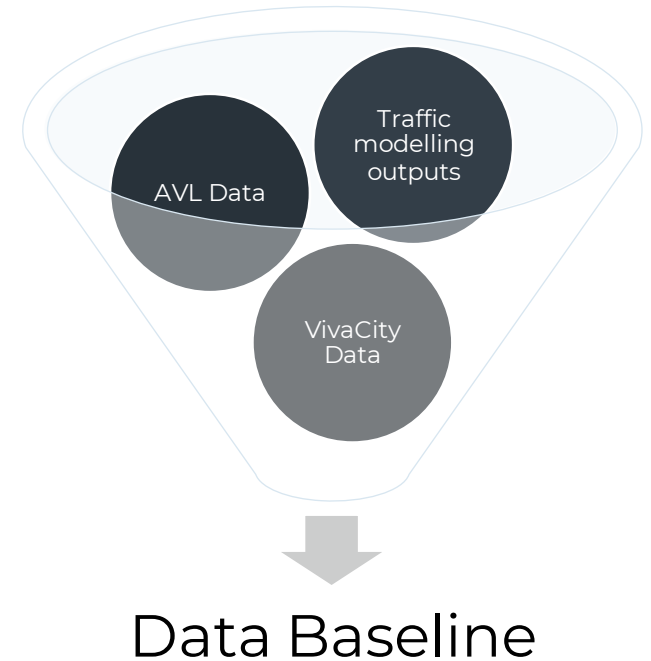 Traffic
modelling
outputs
AVL Data
VivaCity
Data
Data Baseline